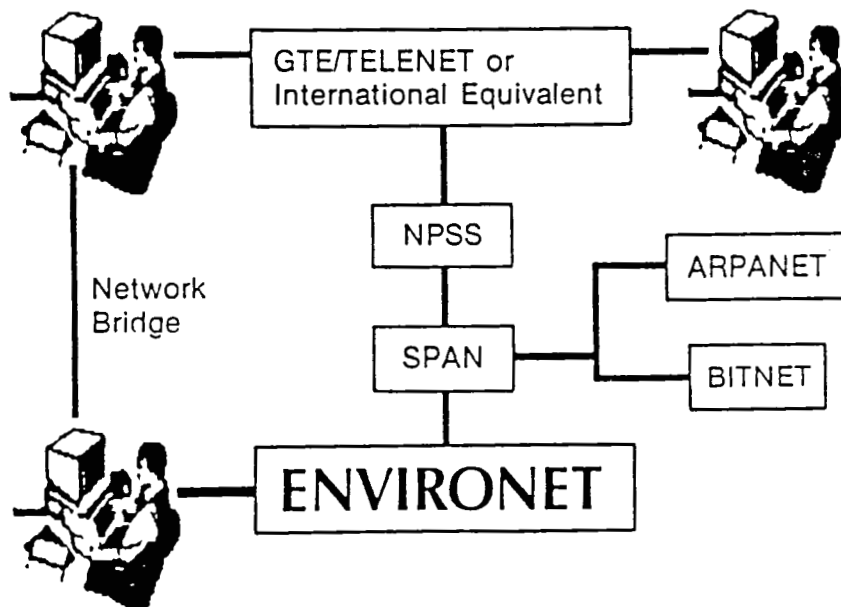 GTE/TELENET or
International Equivalent
NPSS
ARPANET
Network
Bridge
SPAN
BITNET
ENVIRONET